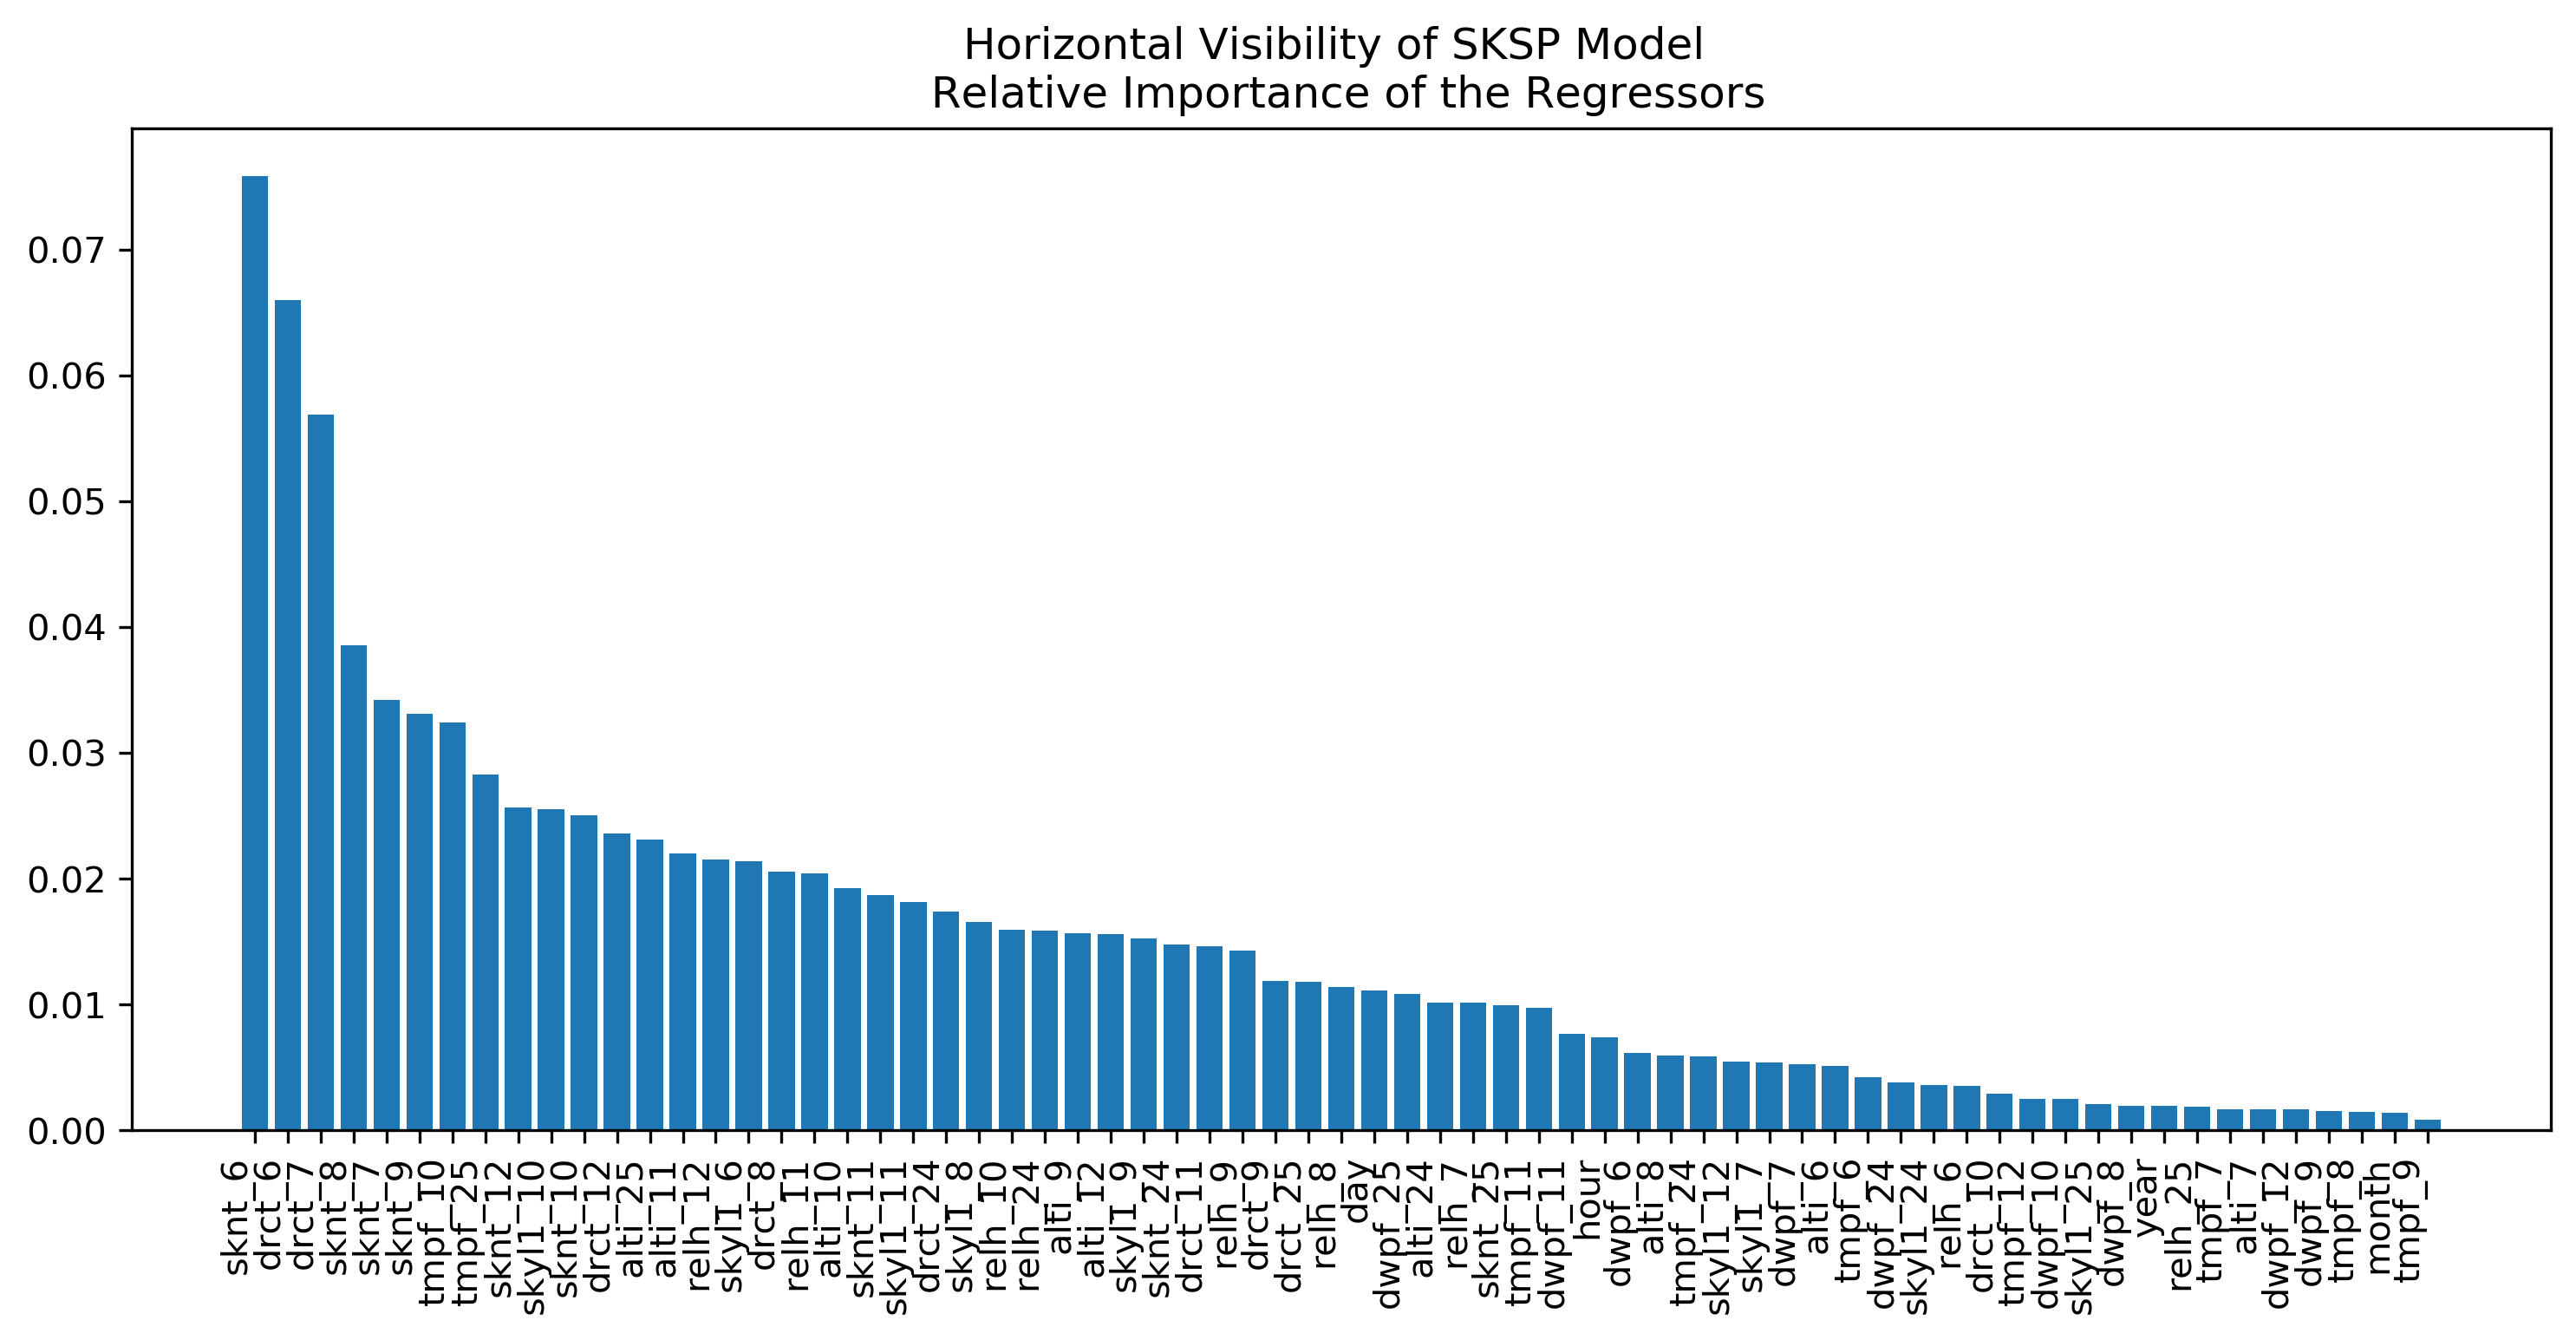 Horizontal Visibility of SKSP Model
Relative Importance of the Regressors
0.07
0.06
0.05
0.04
0.03
0.02
0.01
0.00
sknt_6
drct_6
drct_7
sknt_8
sknt_7
sknt_9
tmpf_10
tmpf_25
sknt_12
skyl1_10
sknt_10
drct_12
alti_25
alti_11
relh_12
skyl1_6
drct_8
relh_11
alti_10
sknt_11
skyl1_11
drct_24
skyl1_8
relh_10
relh_24
alti_9
alti_12
skyl1_9
sknt_24
drct_11
relh_9
drct_9
drct_25
relh_8
day
dwpf_25
alti_24
relh_7
sknt_25
tmpf_11
dwpf_11
hour
dwpf_6
alti_8
tmpf_24
skyl1_12
skyl1_7
dwpf_7
alti_6
tmpf_6
dwpf_24
skyl1_24
relh_6
drct_10
tmpf_12
dwpf_10
skyl1_25
dwpf_8
year
relh_25
tmpf_7
alti_7
dwpf_12
dwpf_9
tmpf_8
month
tmpf_9